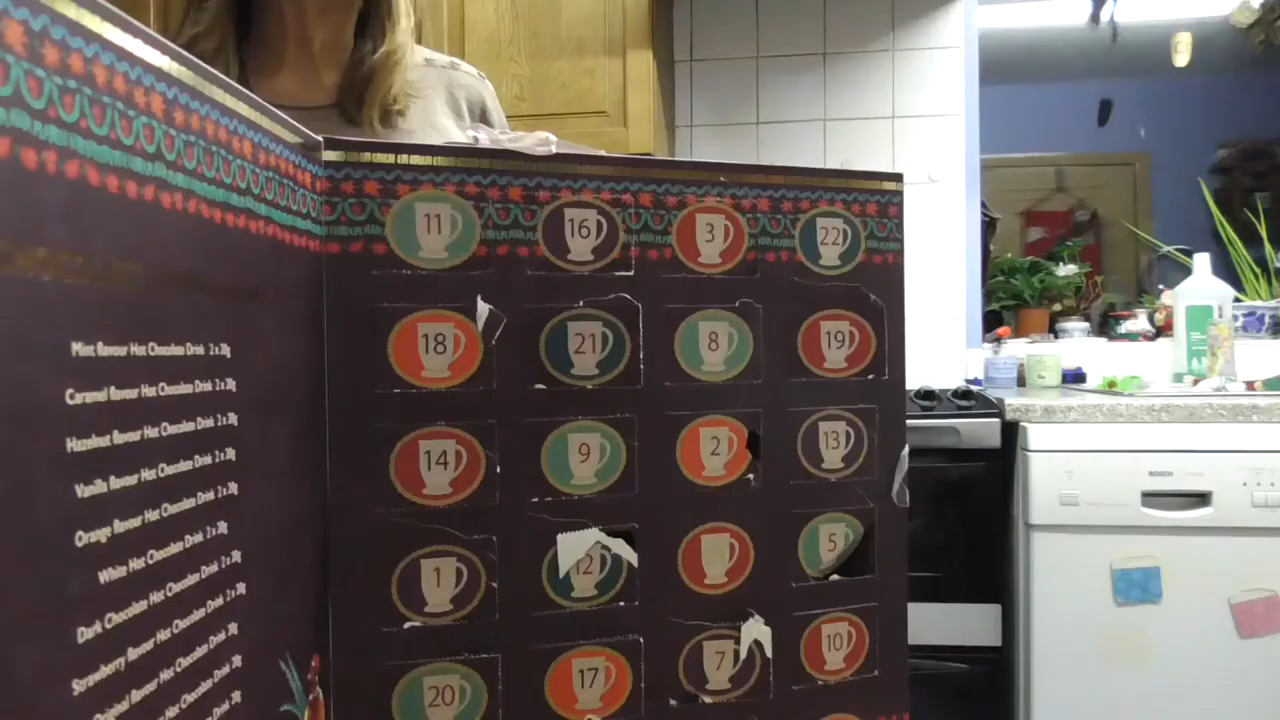 11 16 3 22
18 21 8 19
14 9 2 13
1 12 5
20 17 7 10
Mint flavour Hot Chocolate Drink 2 x 20g
Caramel flavour Hot Chocolate Drink 2 x 20g
Hazelnut flavour Hot Chocolate Drink 2 x 20g
Vanilla flavour Hot Chocolate Drink 2 x 20g
Orange flavour Hot Chocolate Drink 2 x 20g
White Hot Chocolate Drink 2 x 20g
Dark Chocolate Hot Chocolate Drink 2 x 20g
Strawberry flavour Hot Chocolate Drink 2 x 20g
Original flavour Hot Chocolate
BOSCH